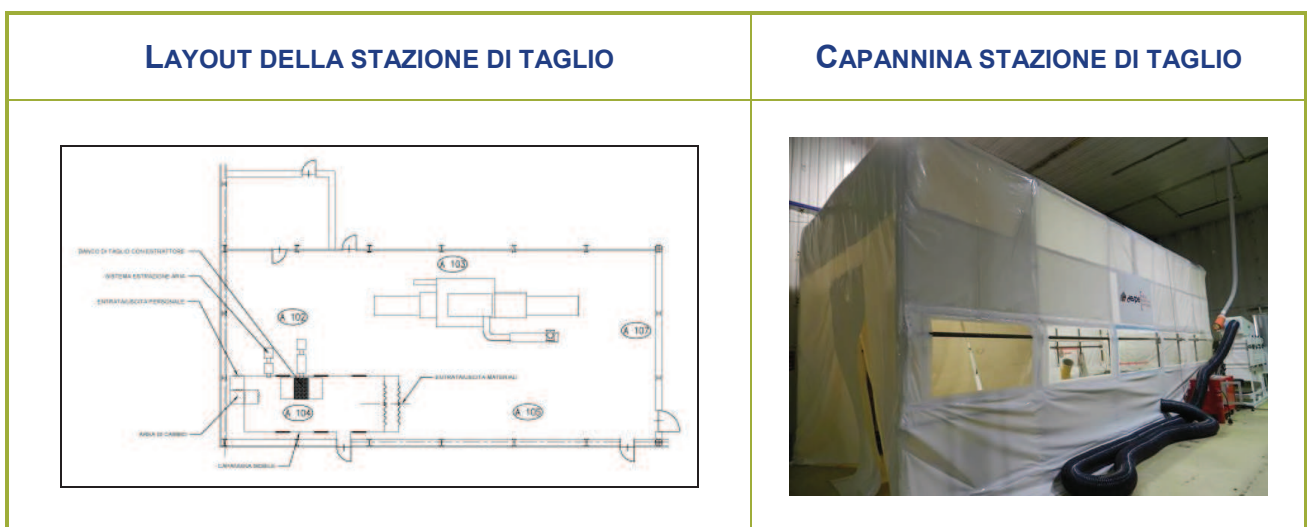 LAYOUT DELLA STAZIONE DI TAGLIO
CAPANNINA STAZIONE DI TAGLIO
BANCO DI TAGLIO CON ESTRATTORE
SISTEMA ESTRAZIONE ARIA
ENTRATA/USCITA PERSONALE
A 103
A 102
A 107
ENTRATA/USCITA MATERIALI
A 104
A 105
AREA DI CAMBIO
CAPANNINA MOBILE